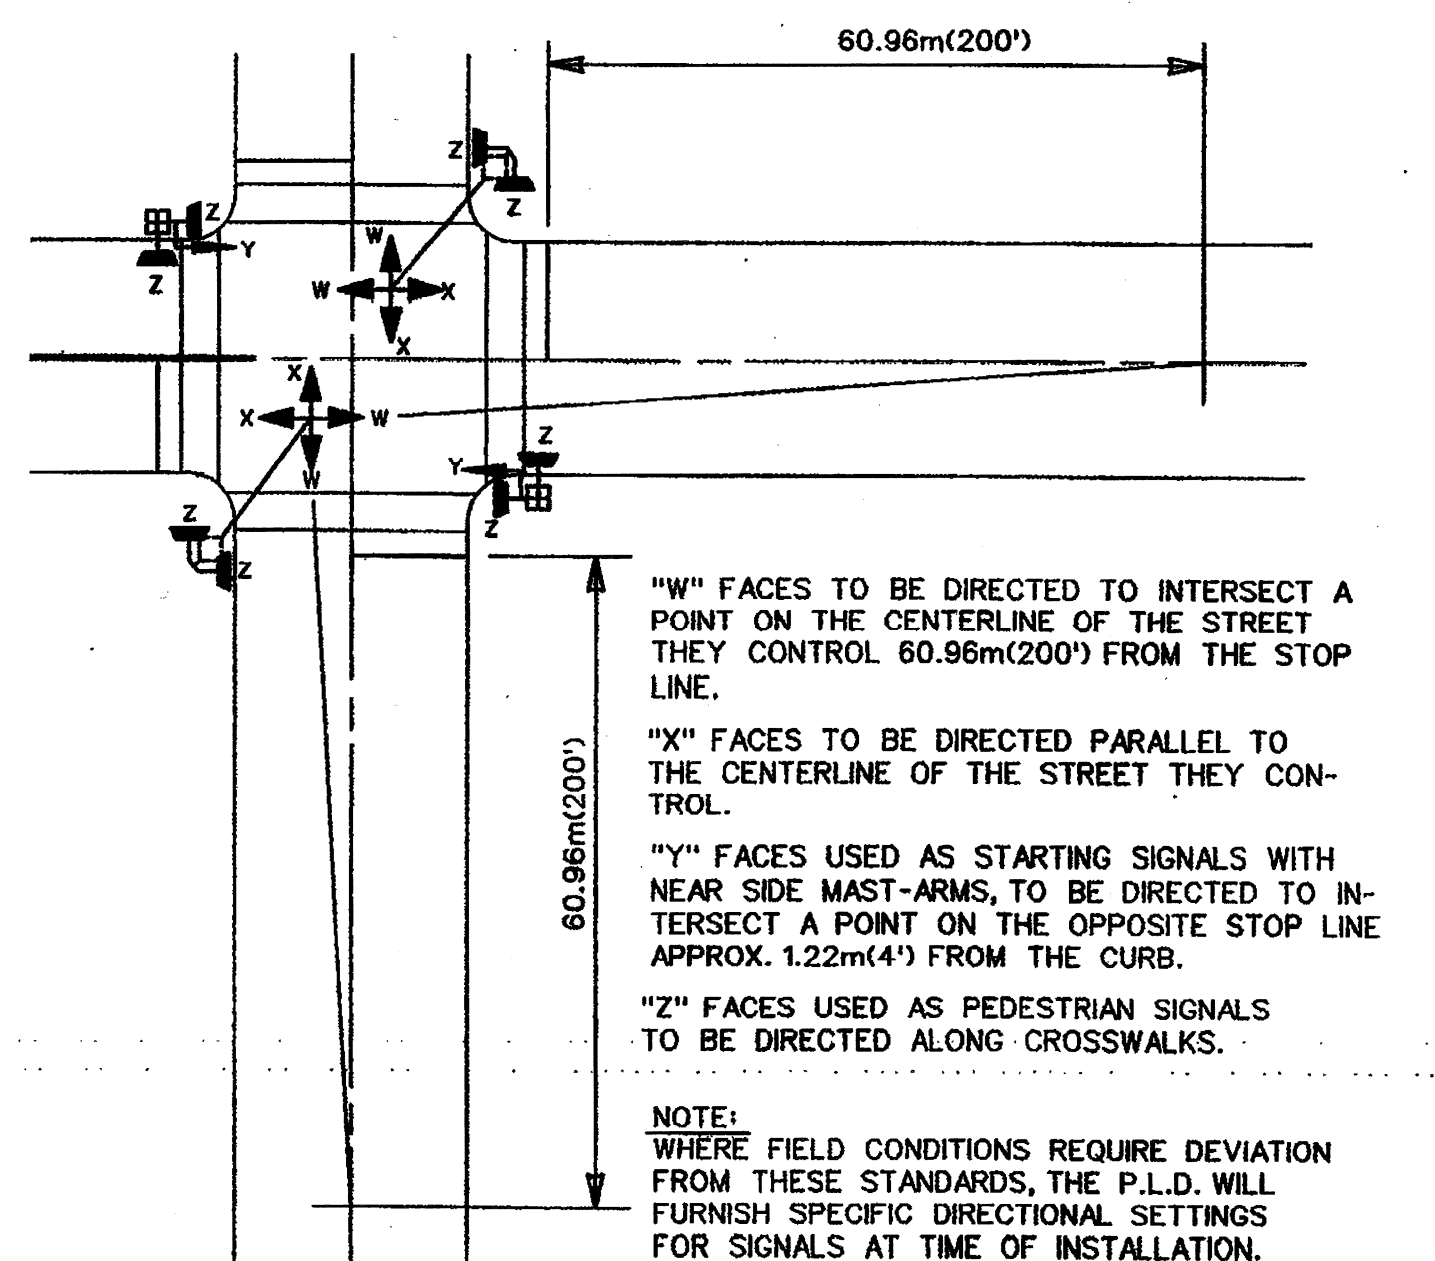 60.96m(200')
Z
Z
Z
Y
Z
W
W
X
X
X
X
W
W
Z
Y
Z
Z
Z
60.96m(200')
"W" FACES TO BE DIRECTED TO INTERSECT A
POINT ON THE CENTERLINE OF THE STREET
THEY CONTROL 60.96m(200') FROM THE STOP
LINE.
"X" FACES TO BE DIRECTED PARALLEL TO
THE CENTERLINE OF THE STREET THEY CON-
TROL.
"Y" FACES USED AS STARTING SIGNALS WITH
NEAR SIDE MAST-ARMS, TO BE DIRECTED TO IN-
TERSECT A POINT ON THE OPPOSITE STOP LINE
APPROX. 1.22m(4') FROM THE CURB.
"Z" FACES USED AS PEDESTRIAN SIGNALS
TO BE DIRECTED ALONG CROSSWALKS.
NOTE:
WHERE FIELD CONDITIONS REQUIRE DEVIATION
FROM THESE STANDARDS, THE P.L.D. WILL
FURNISH SPECIFIC DIRECTIONAL SETTINGS
FOR SIGNALS AT TIME OF INSTALLATION.